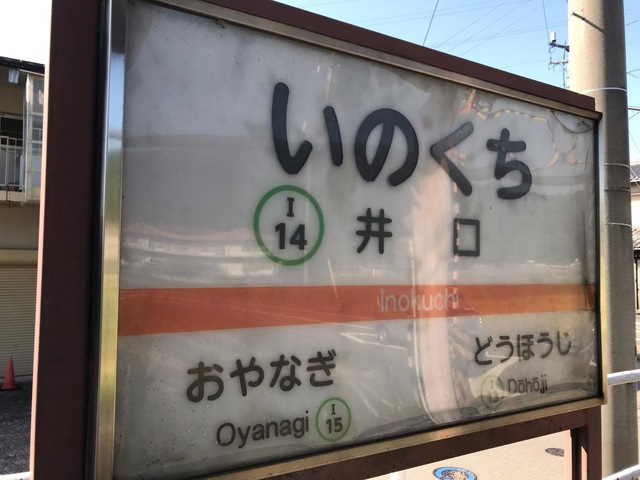 いのくち
I
14
井 口
Inokuchi
おやなぎ
Oyanagi
I
15
どうほうじ
I
13
Dōhōji